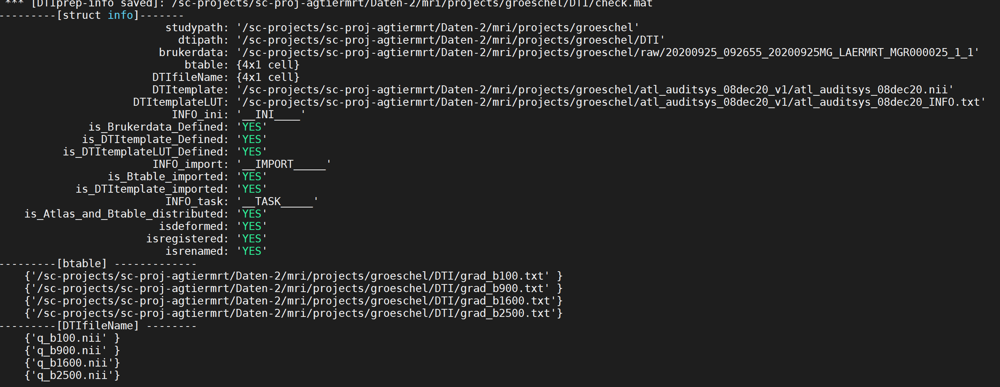 *** [DTIprep-info saved]: /sc-projects/sc-proj-agtiermrt/Daten-2/mri/projects/groeschel/DTI/check.mat
---------[struct info]-------
studypath: '/sc-projects/sc-proj-agtiermrt/Daten-2/mri/projects/groeschel'
dtipath: '/sc-projects/sc-proj-agtiermrt/Daten-2/mri/projects/groeschel/DTI'
brukerdata: '/sc-projects/sc-proj-agtiermrt/Daten-2/mri/projects/groeschel/raw/20200925_092655_20200925MG_LAERMRT_MGR000025_1_1'
btable: {4x1 cell}
DTIfileName: {4x1 cell}
DTItemplate: '/sc-projects/sc-proj-agtiermrt/Daten-2/mri/projects/groeschel/atl_auditsys_08dec20_v1/atl_auditsys_08dec20.nii'
DTItemplateLUT: '/sc-projects/sc-proj-agtiermrt/Daten-2/mri/projects/groeschel/atl_auditsys_08dec20_v1/atl_auditsys_08dec20_INFO.txt'
INFO_ini: '__INI____'
is_Brukerdata_Defined: 'YES'
is_DTItemplate_Defined: 'YES'
is_DTItemplateLUT_Defined: 'YES'
INFO_import: '__IMPORT_____'
is_Btable_imported: 'YES'
is_DTItemplate_imported: 'YES'
INFO_task: '__TASK_____'
is_Atlas_and_Btable_distributed: 'YES'
isdeformed: 'YES'
isregistered: 'YES'
isrenamed: 'YES'
---------[btable] -------------
{'/sc-projects/sc-proj-agtiermrt/Daten-2/mri/projects/groeschel/DTI/grad_b100.txt' }
{'/sc-projects/sc-proj-agtiermrt/Daten-2/mri/projects/groeschel/DTI/grad_b900.txt' }
{'/sc-projects/sc-proj-agtiermrt/Daten-2/mri/projects/groeschel/DTI/grad_b1600.txt'}
{'/sc-projects/sc-proj-agtiermrt/Daten-2/mri/projects/groeschel/DTI/grad_b2500.txt'}
---------[DTIfileName] --------
{'q_b100.nii' }
{'q_b900.nii' }
{'q_b1600.nii'}
{'q_b2500.nii'}